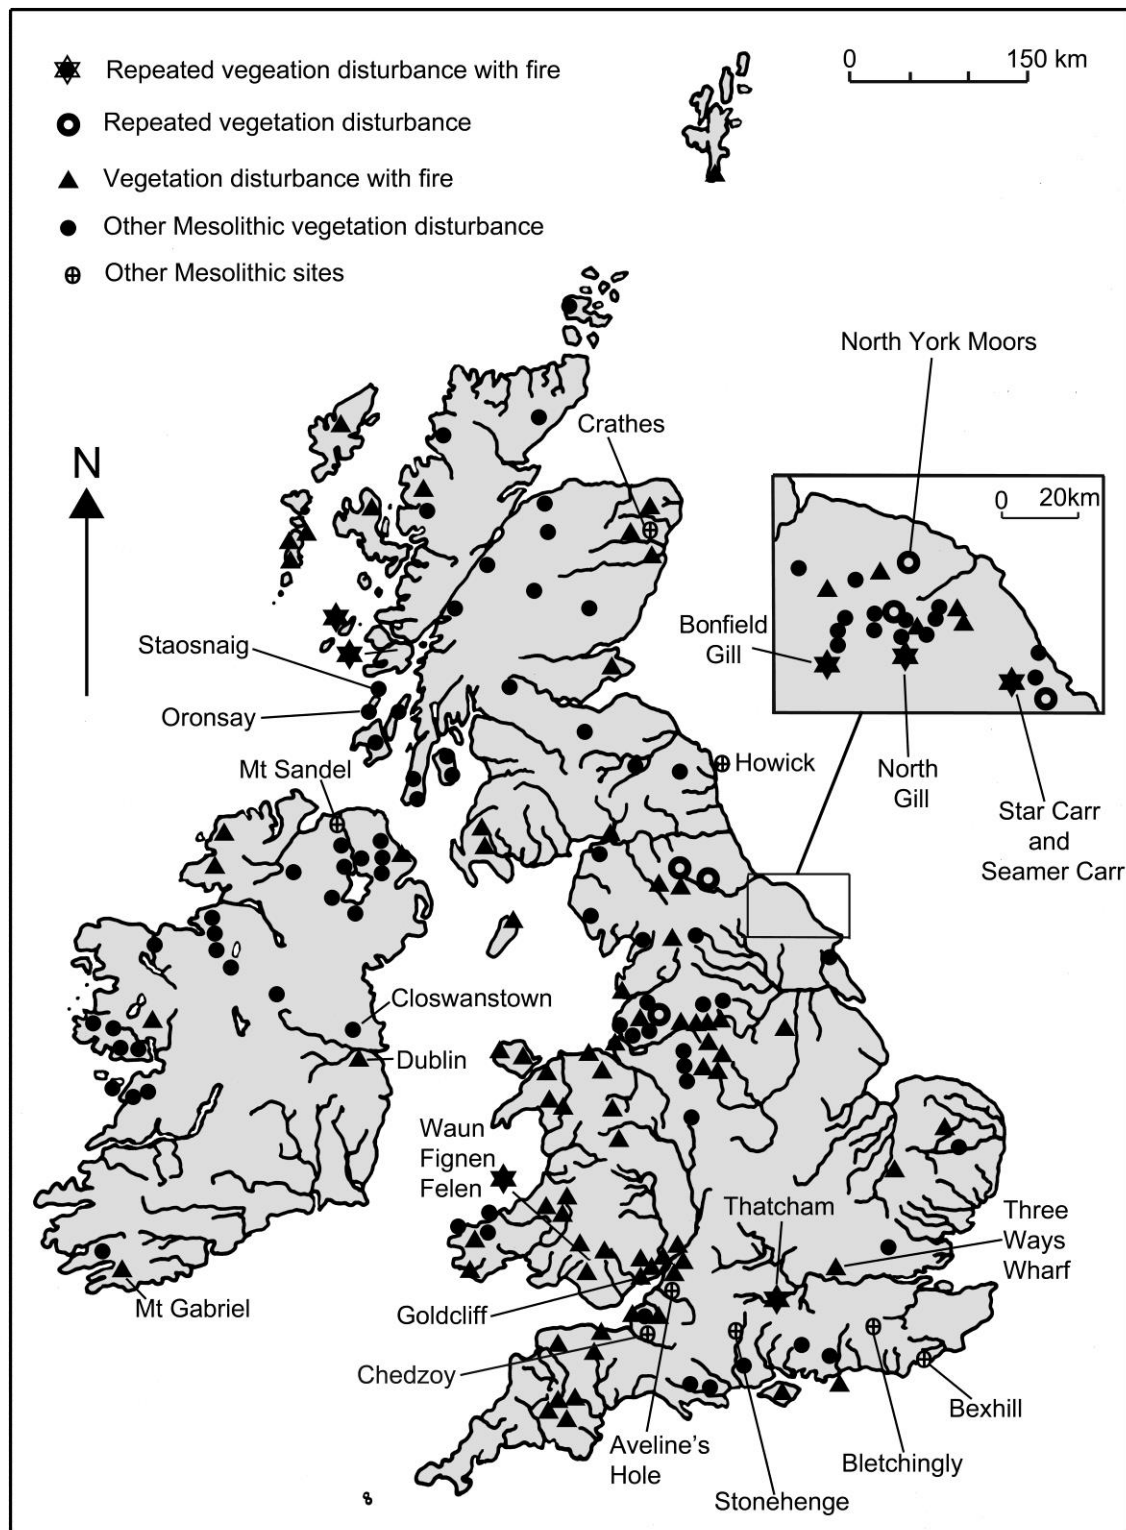 Repeated vegeation disturbance with fire
Repeated vegetation disturbance
Vegetation disturbance with fire
Other Mesolithic vegetation disturbance
Other Mesolithic sites
0 150 km
N
North York Moors
Crathes
0 20km
Bonfield
Gill
North
Gill
Star Carr
and
Seamer Carr
Staosnaig
Oronsay
Mt Sandel
Howick
Closwanstown
Dublin
Waun
Fignen
Felen
Thatcham
Three
Ways
Wharf
Mt Gabriel
Goldcliff
Chedzoy
Aveline's
Hole
Stonehenge
Bletchingly
Bexhill